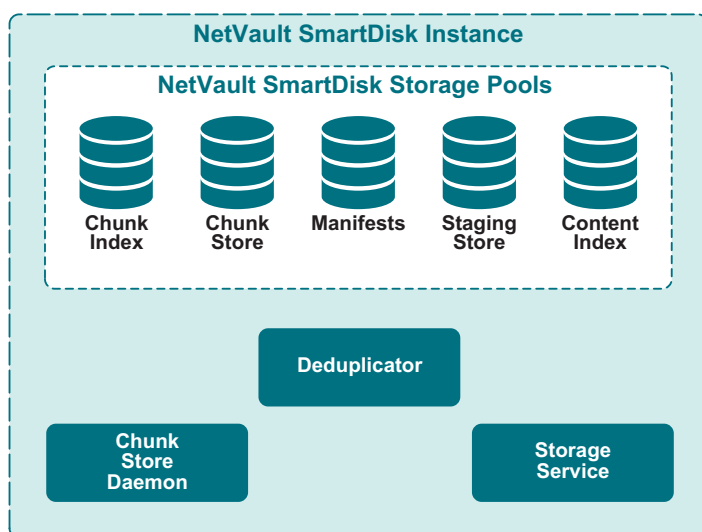 NetVault SmartDisk Instance
NetVault SmartDisk Storage Pools
Chunk
Index
Chunk
Store
Manifests
Staging
Store
Content
Index
Deduplicator
Chunk
Store
Daemon
Storage
Service